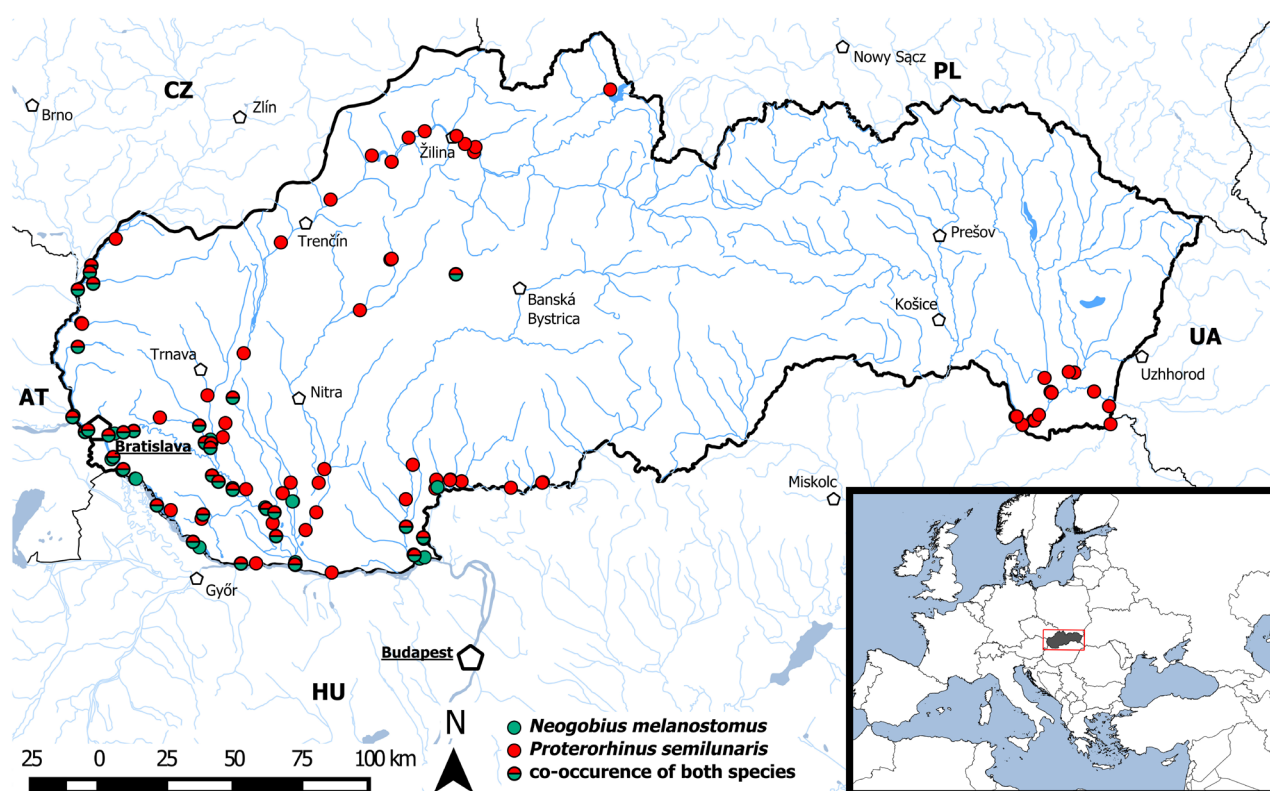 Nowy Sącz
PL
CZ
Brno
Zlín
Žilina
Trenčín
Prešov
Banská
Bystrica
Košice
UA
Uzhhorod
Trnava
Nitra
AT
Bratislava
Miskolc
Győr
Budapest
HU
N
Neogobius melanostomus
Proterorhinus semilunaris
co-occurence of both species
25 0 25 50 75 100 km